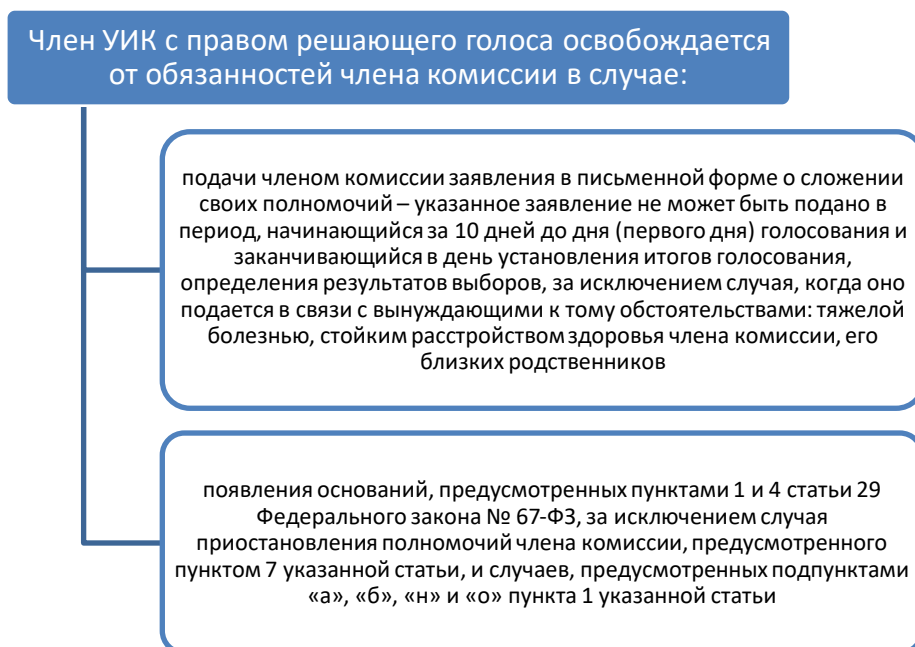 Член УИК с правом решающего голоса освобождается
от обязанностей члена комиссии в случае:
подачи членом комиссии заявления в письменной форме о сложении
своих полномочий – указанное заявление не может быть подано в
период, начинающийся за 10 дней до дня (первого дня) голосования и
заканчивающийся в день установления итогов голосования,
определения результатов выборов, за исключением случая, когда оно
подается в связи с вынуждающими к тому обстоятельствами: тяжелой
болезнью, стойким расстройством здоровья члена комиссии, его
близких родственников
появления оснований, предусмотренных пунктами 1 и 4 статьи 29
Федерального закона № 67-ФЗ, за исключением случая
приостановления полномочий члена комиссии, предусмотренного
пунктом 7 указанной статьи, и случаев, предусмотренных подпунктами
«а», «б», «н» и «о» пункта 1 указанной статьи